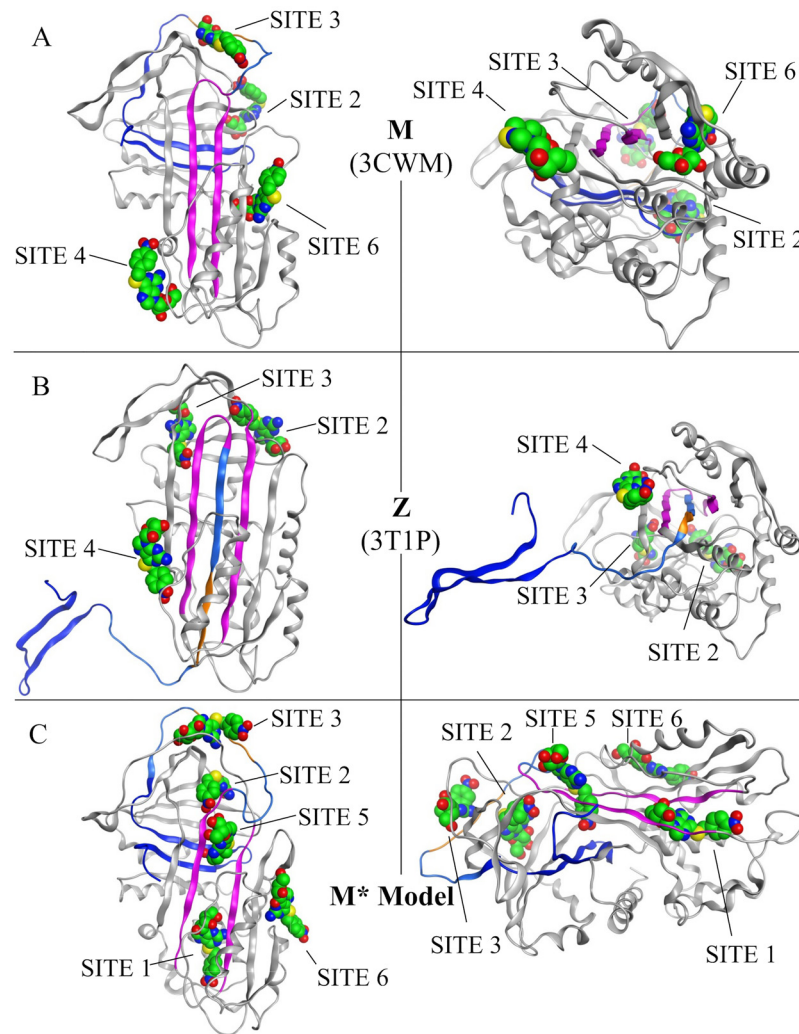 A
SITE 3
SITE 2
SITE 6
SITE 4
M
(3CWM)
SITE 3
SITE 6
SITE 4
SITE 2
B
SITE 3
SITE 2
SITE 4
Z
(3T1P)
SITE 4
SITE 3
SITE 2
C
SITE 3
SITE 2
SITE 5
SITE 1
SITE 6
M* Model
SITE 5
SITE 6
SITE 2
SITE 3
SITE 1